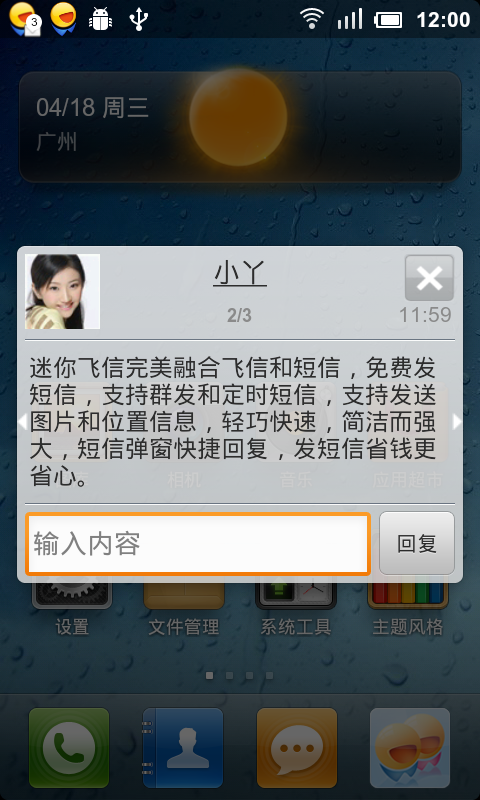 3
12:00
04/18 周三
广州
小丫
2/3
11:59
迷你飞信完美融合飞信和短信，免费发
短信，支持群发和定时短信，支持发送
图片和位置信息，轻巧快速，简洁而强
大，短信弹窗快捷回复，发短信省钱更
省心。
相机
音乐
应用超市
输入内容
回复
设置
文件管理
系统工具
主题风格